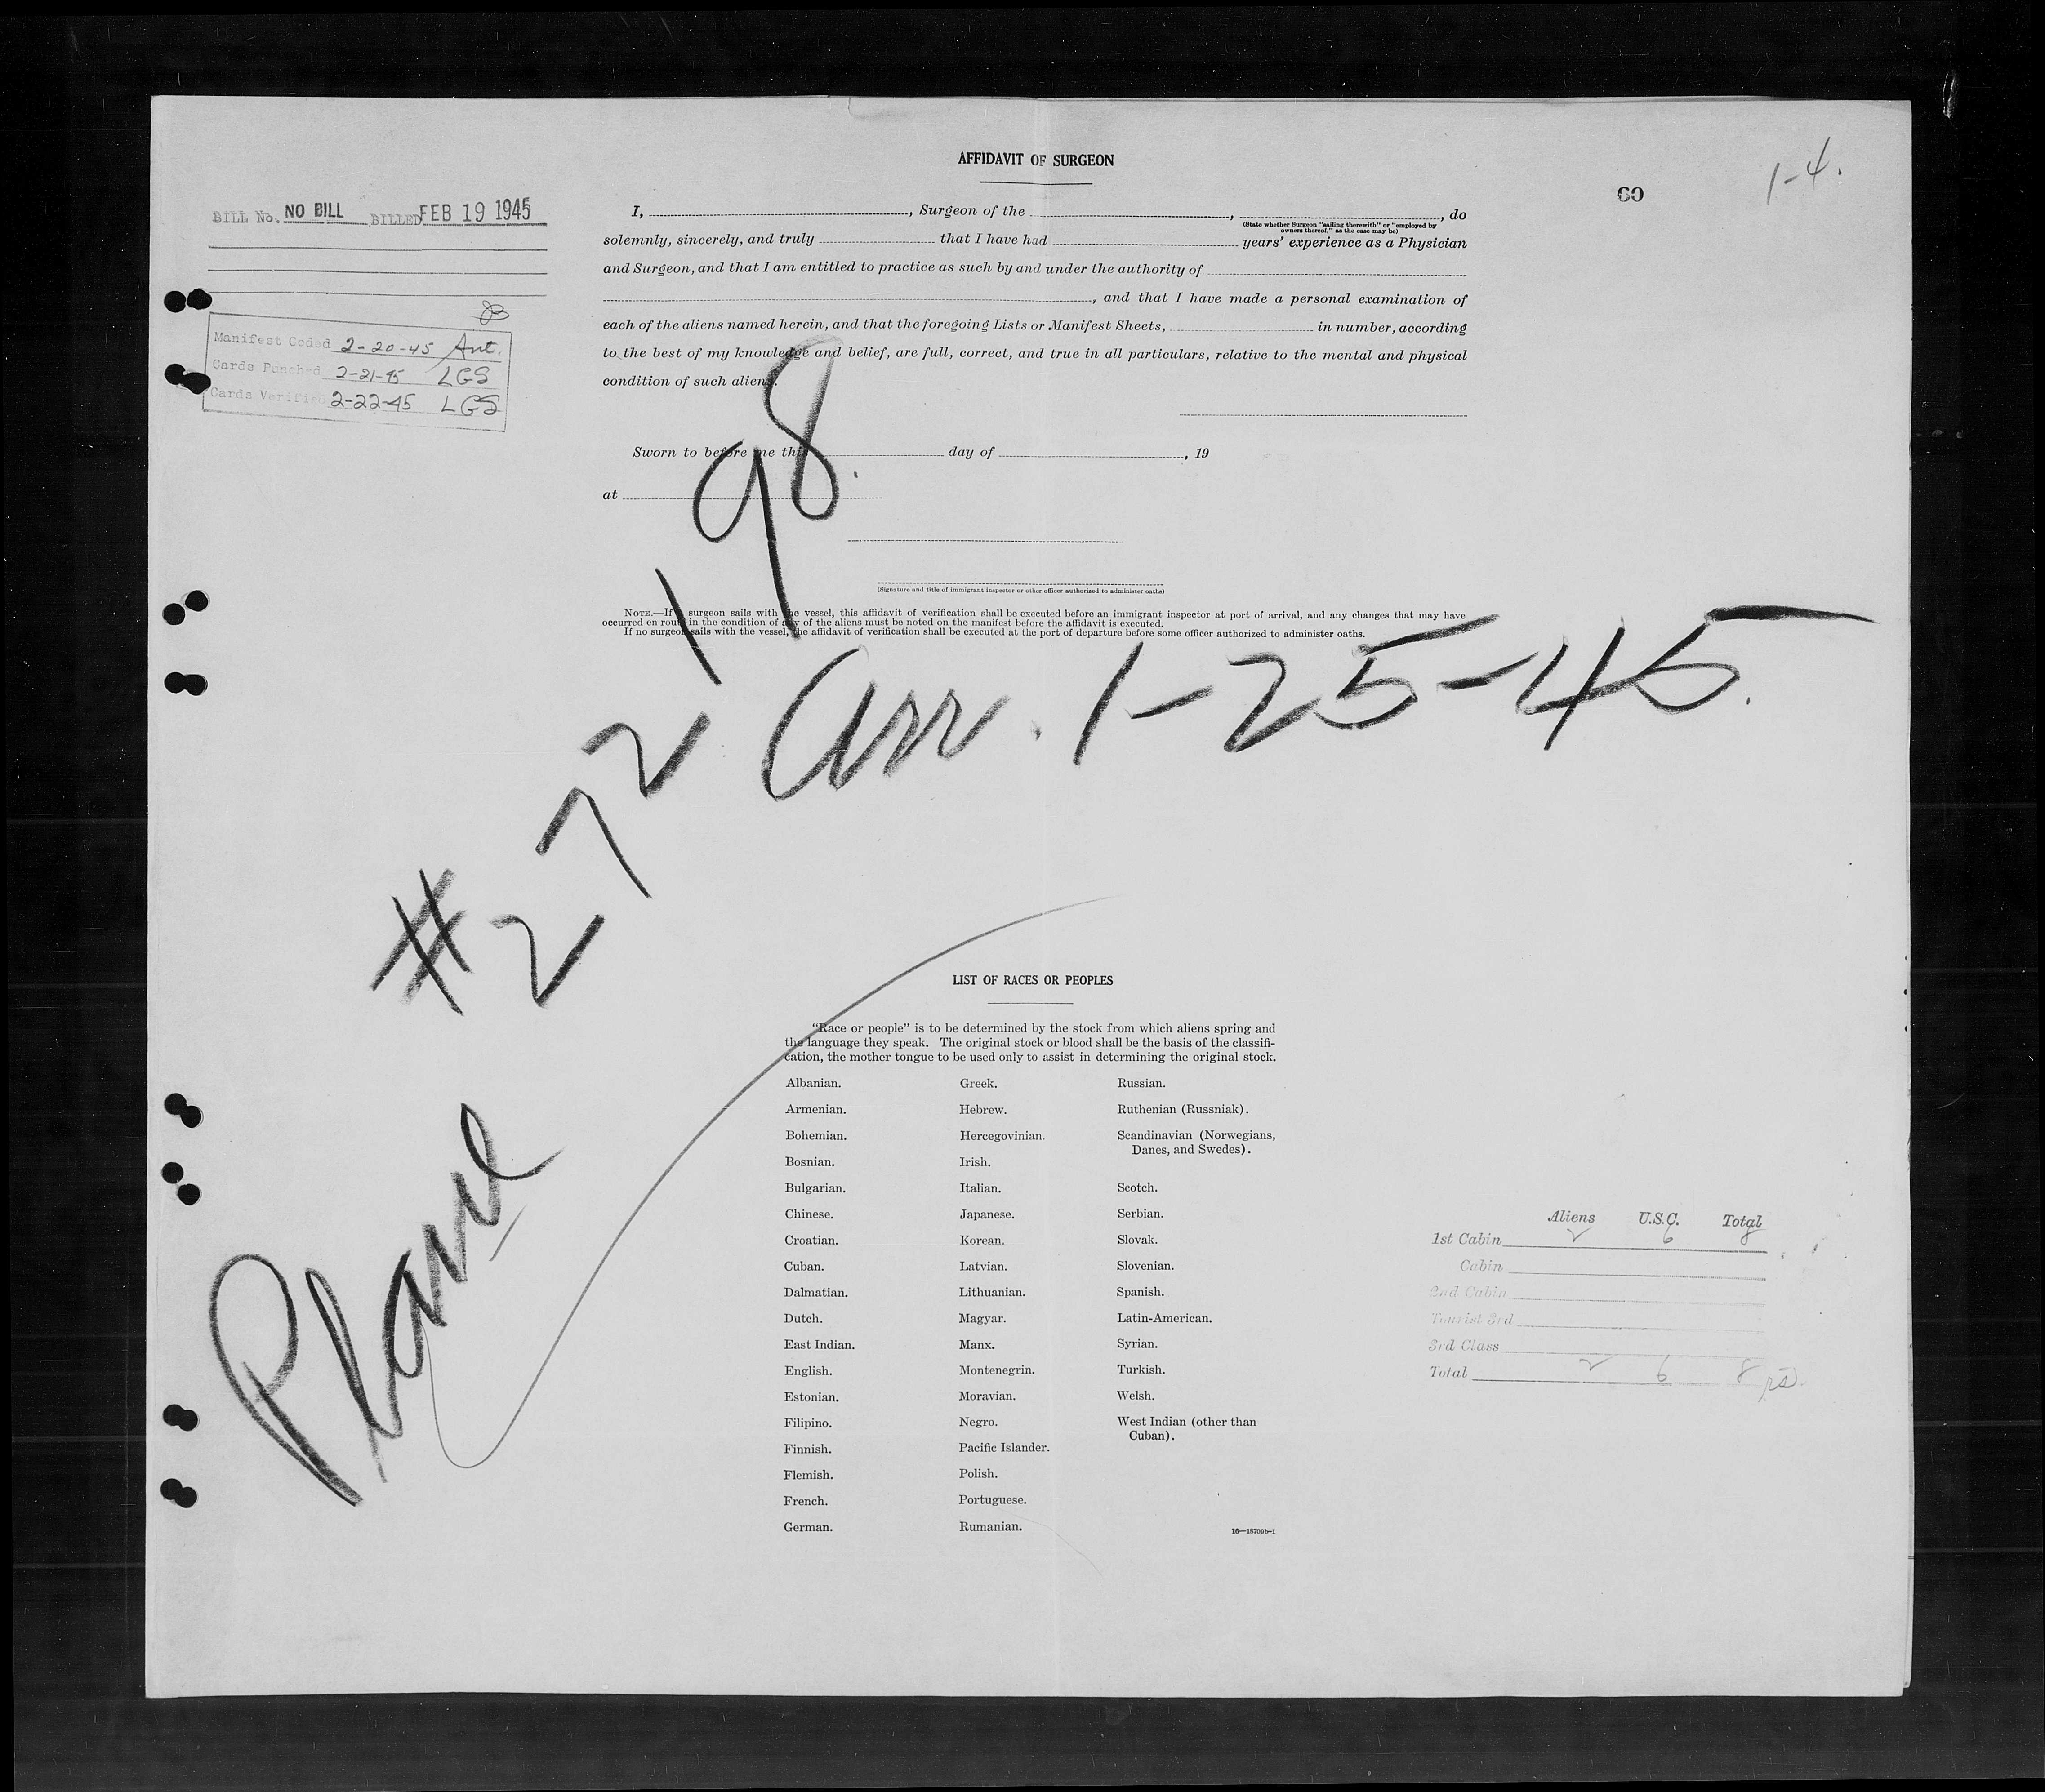 AFFIDAVIT OF SURGEON
1-4.
60
BILL No. NO BILL BILLED FEB 19 1945
I, , Surgeon of the , , do
(State whether Surgeon "sailing therewith" or "employed by
owners thereof," as the case may be)
solemnly, sincerely, and truly that I have had years' experience as a Physician
and Surgeon, and that I am entitled to practice as such by and under the authority of
, and that I have made a personal examination of
each of the aliens named herein, and that the foregoing Lists or Manifest Sheets, in number, according
to the best of my knowledge and belief, are full, correct, and true in all particulars, relative to the mental and physical
condition of such aliens.
Manifest Coded 2-20-45 Ant.
Cards Punched 2-21-45 LGS
Cards Verified 2-22-45 LGS
Sworn to before me this day of , 19
at
(Signature and title of immigrant inspector or other officer authorized to administer oaths)
NOTE.—If a surgeon sails with the vessel, this affidavit of verification shall be executed before an immigrant inspector at port of arrival, and any changes that may have
occurred en route in the condition of any of the aliens must be noted on the manifest before the affidavit is executed.
If no surgeon sails with the vessel, the affidavit of verification shall be executed at the port of departure before some officer authorized to administer oaths.
Plane #272198.
Arr. 1-25-45.
LIST OF RACES OR PEOPLES
"Race or people" is to be determined by the stock from which aliens spring and
the language they speak. The original stock or blood shall be the basis of the classifi-
cation, the mother tongue to be used only to assist in determining the original stock.
Albanian.
Armenian.
Bohemian.
Bosnian.
Bulgarian.
Chinese.
Croatian.
Cuban.
Dalmatian.
Dutch.
East Indian.
English.
Estonian.
Filipino.
Finnish.
Flemish.
French.
German.
Greek.
Hebrew.
Hercegovinian.
Irish.
Italian.
Japanese.
Korean.
Latvian.
Lithuanian.
Magyar.
Manx.
Montenegrin.
Moravian.
Negro.
Pacific Islander.
Polish.
Portuguese.
Rumanian.
Russian.
Ruthenian (Russniak).
Scandinavian (Norwegians,
Danes, and Swedes).
Scotch.
Serbian.
Slovak.
Slovenian.
Spanish.
Latin-American.
Syrian.
Turkish.
Welsh.
West Indian (other than
Cuban).
16—18709b-1
Aliens U.S.C. Total
1st Cabin 2 6 8
Cabin
2nd Cabin
Tourist 3rd
3rd Class
Total 2 6 8